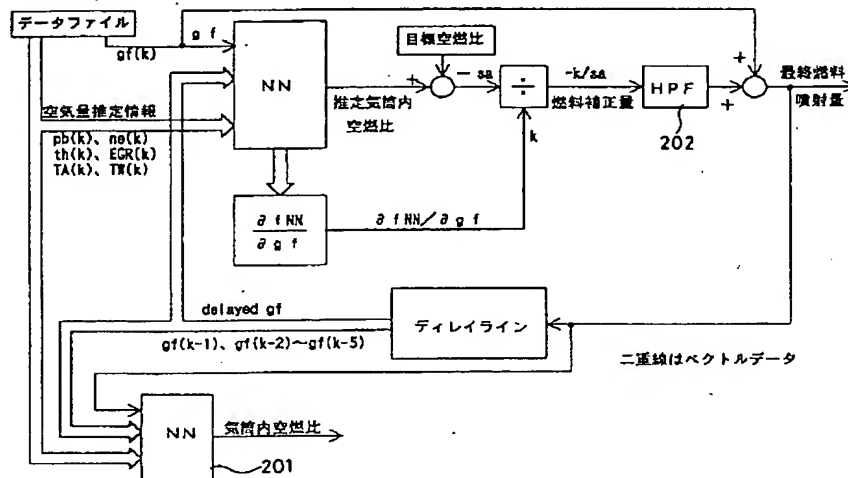 データファイル
gf(k)
g f
NN
目標空燃比
+
− sa
÷
-k/sa
燃料補正量
k
HPF
202
+
+
最終燃料
噴射量
推定気筒内
空燃比
空気量推定情報
pb(k)、ne(k)
th(k)、EGR(k)
TA(k)、TW(k)
∂ f NN
∂ g f
∂ f NN/∂ g f
delayed gf
gf(k-1)、gf(k-2)〜gf(k-5)
ディレイライン
二重線はベクトルデータ
NN
気筒内空燃比
201